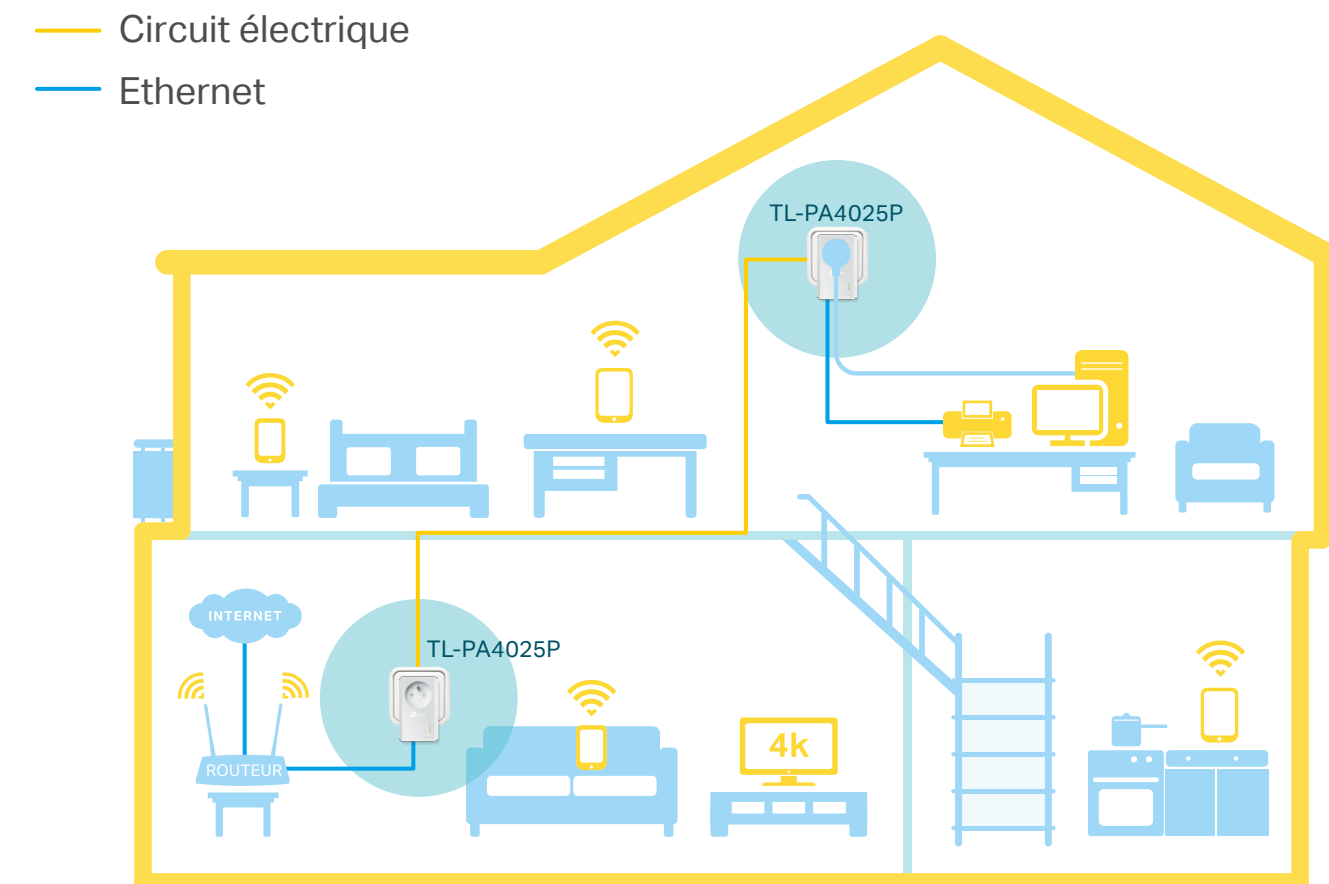 Circuit électrique
Ethernet
TL-PA4025P
INTERNET
TL-PA4025P
4k
ROUTEUR